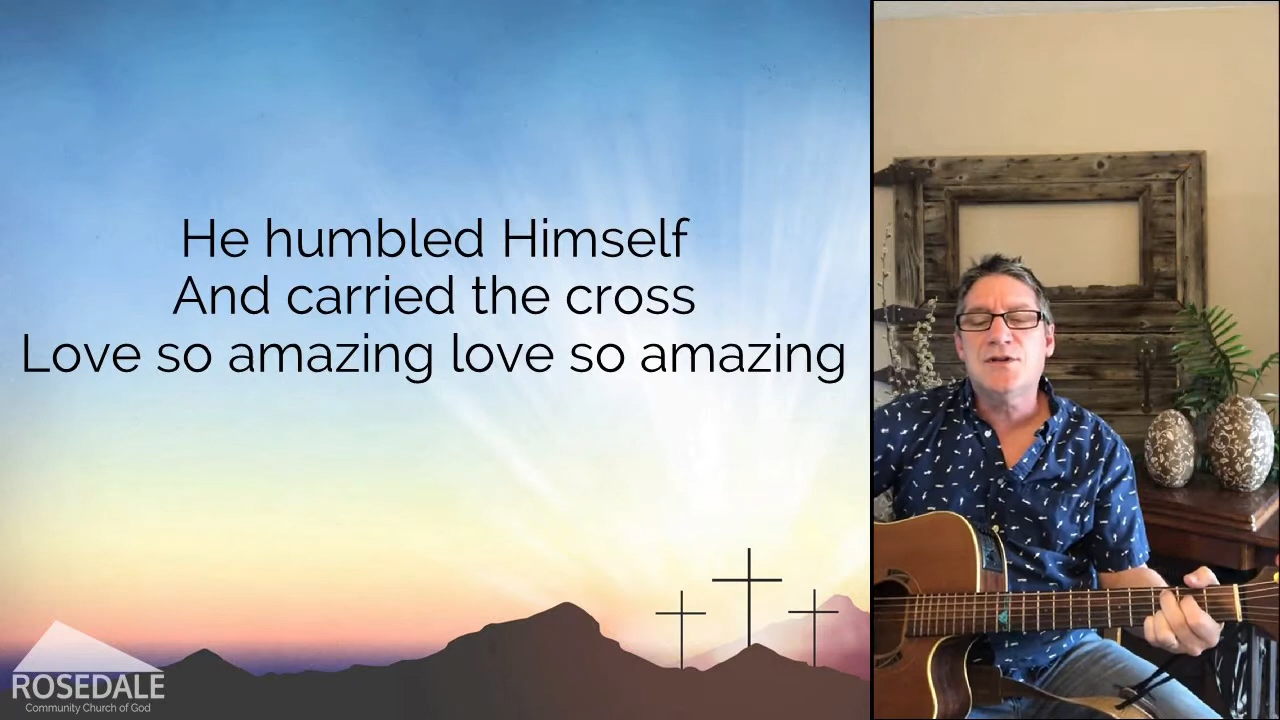 He humbled Himself
And carried the cross
Love so amazing love so amazing
ROSEDALE
Community Church of God